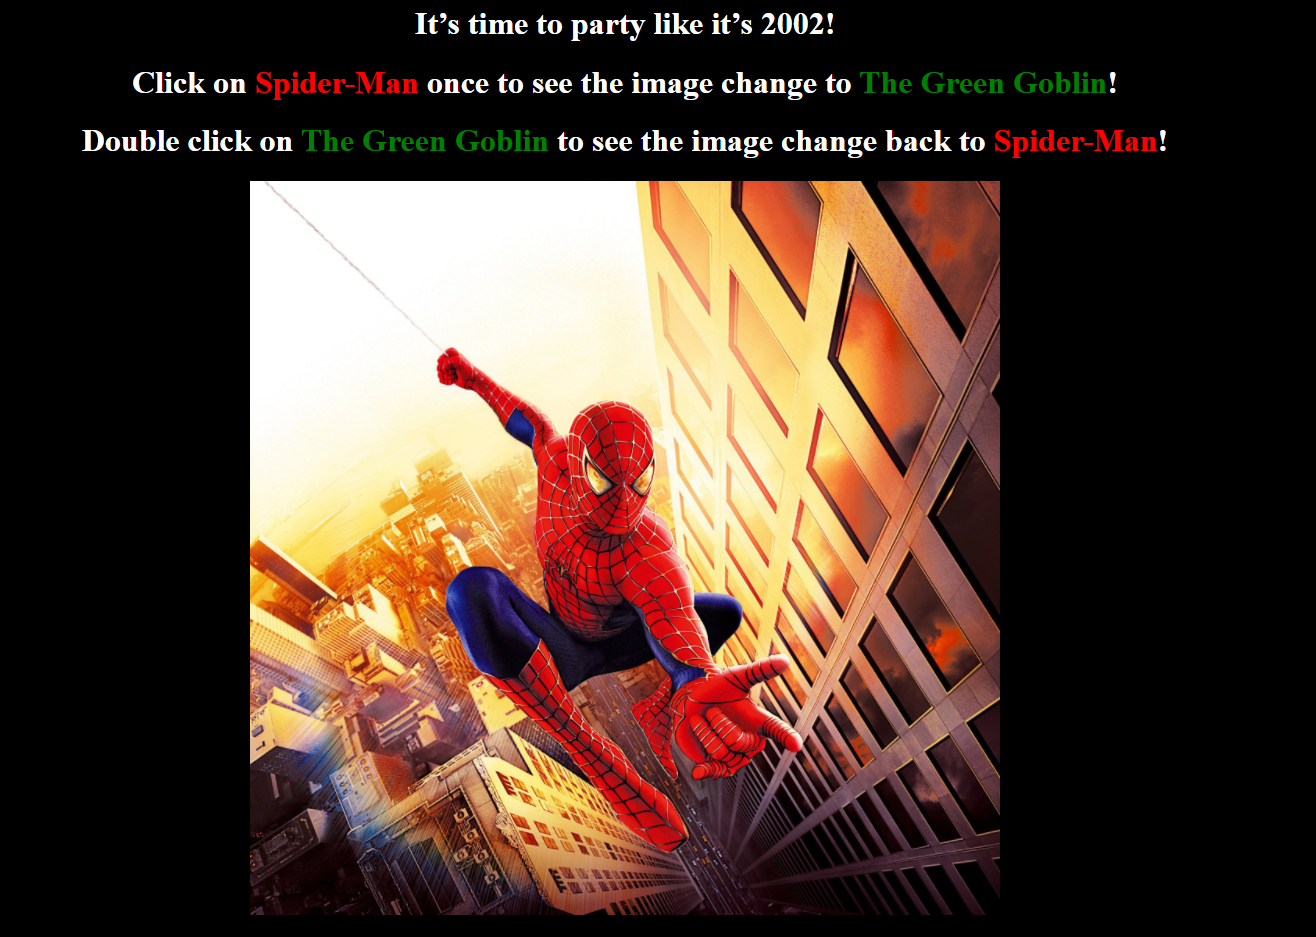 It’s time to party like it’s 2002!
Click on Spider-Man once to see the image change to The Green Goblin!
Double click on The Green Goblin to see the image change back to Spider-Man!